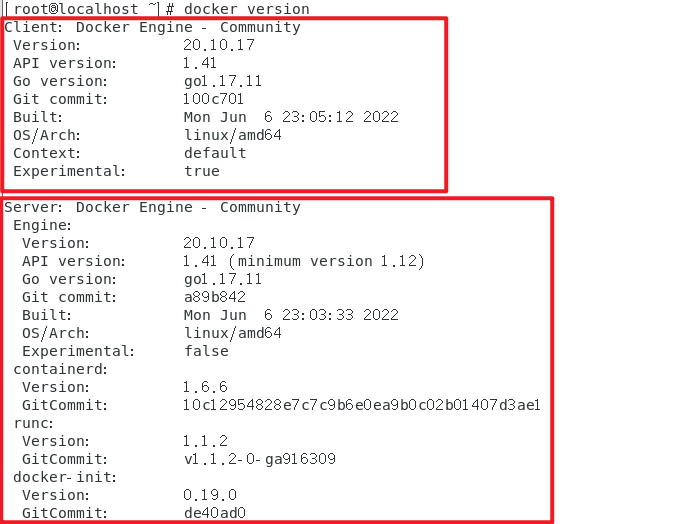 [root@localhost ~]# docker version
Client: Docker Engine - Community
Version: 20.10.17
API version: 1.41
Go version: go1.17.11
Git commit: 100c701
Built: Mon Jun 6 23:05:12 2022
OS/Arch: linux/amd64
Context: default
Experimental: true
Server: Docker Engine - Community
Engine:
Version: 20.10.17
API version: 1.41 (minimum version 1.12)
Go version: go1.17.11
Git commit: a89b842
Built: Mon Jun 6 23:03:33 2022
OS/Arch: linux/amd64
Experimental: false
containerd:
Version: 1.6.6
GitCommit: 10c12954828e7c7c9b6e0ea9b0c02b01407d3ae1
runc:
Version: 1.1.2
GitCommit: v1.1.2-0-ga916309
docker-init:
Version: 0.19.0
GitCommit: de40ad0